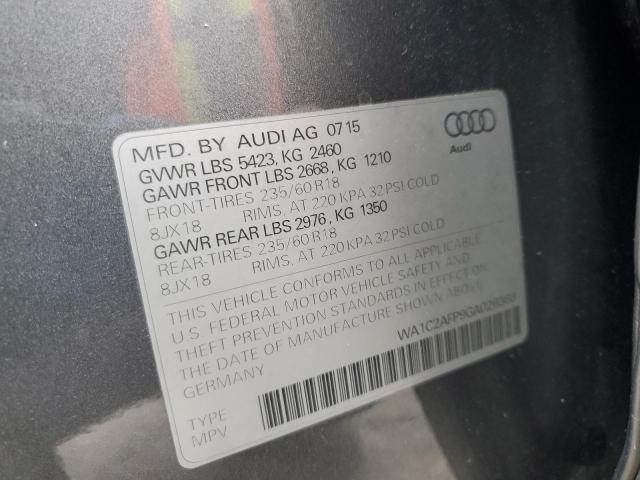 MFD. BY AUDI AG 07 15
GVWR LBS 5423, KG 2460
GAWR FRONT LBS 2668, KG 1210
FRONT-TIRES 235/60 R18
8JX18 RIMS, AT 220 KPA 32 PSI COLD
GAWR REAR LBS 2976, KG 1350
REAR-TIRES 235/60 R18
8JX18 RIMS, AT 220 KPA 32 PSI COLD
THIS VEHICLE CONFORMS TO ALL APPLICABLE
U.S. FEDERAL MOTOR VEHICLE SAFETY AND
THEFT PREVENTION STANDARDS IN EFFECT ON
THE DATE OF MANUFACTURE SHOWN ABOVE.
GERMANY
TYPE
MPV
Audi